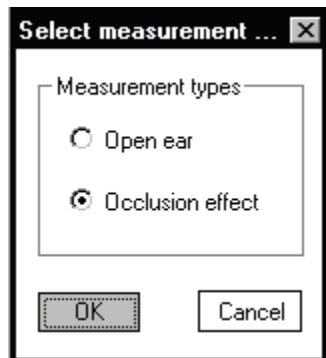 Select measurement ...
Measurement types
Open ear
Occlusion effect
OK Cancel